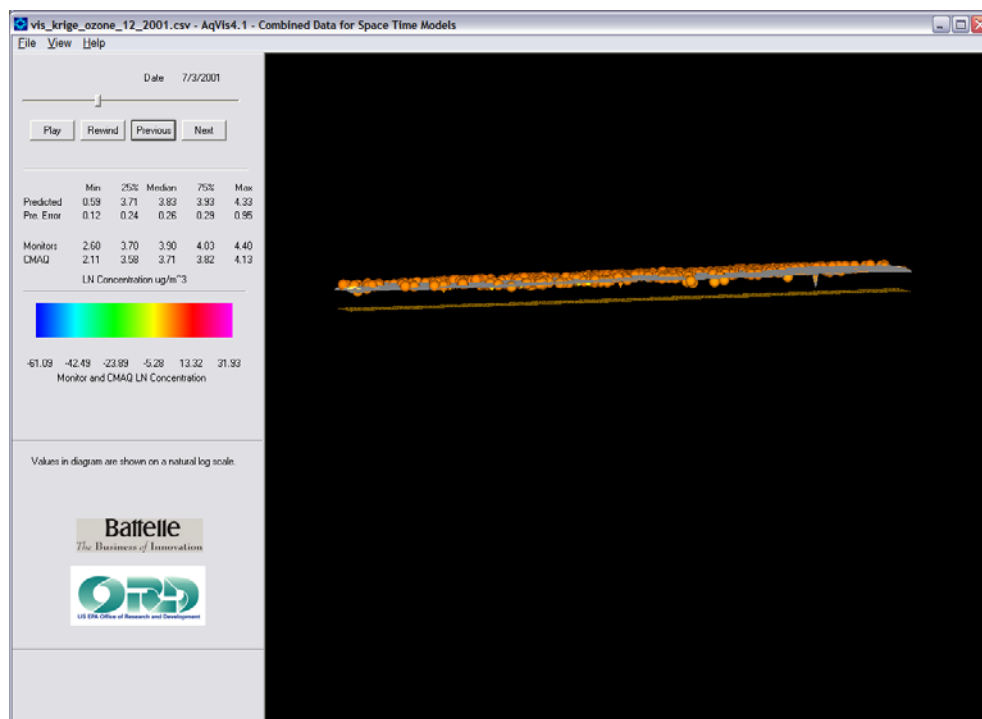 vis_krige_ozone_12_2001.csv - AqVis4.1 - Combined Data for Space Time Models
File View Help
Date 7/3/2001
Play Rewind Previous Next
Min 25% Median 75% Max
Predicted 0.59 3.71 3.83 3.93 4.33
Pre. Error 0.12 0.24 0.26 0.29 0.95
Monitors 2.60 3.70 3.90 4.03 4.40
CMAQ 2.11 3.58 3.71 3.82 4.13
LN Concentration ug/m^3
-61.09 -42.49 -23.89 -5.28 13.32 31.93
Monitor and CMAQ LN Concentration
Values in diagram are shown on a natural log scale.
Battelle
The Business of Innovation
ORD
US EPA Office of Research and Development